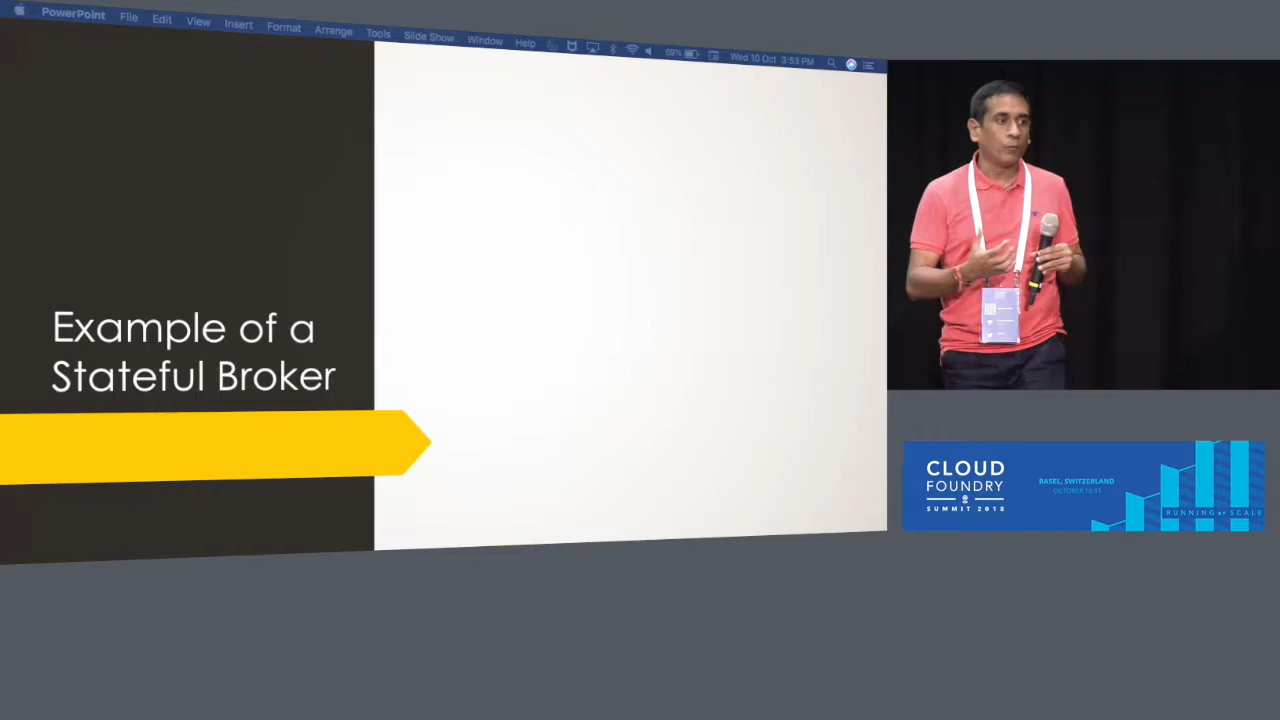 PowerPoint File Edit View Insert Format Arrange Tools Slide Show Window Help 89% Wed 10 Oct 3:53 PM
Example of a
Stateful Broker
CLOUD
FOUNDRY
SUMMIT 2018
BASEL, SWITZERLAND
OCTOBER 10-11
RUNNING AT SCALE